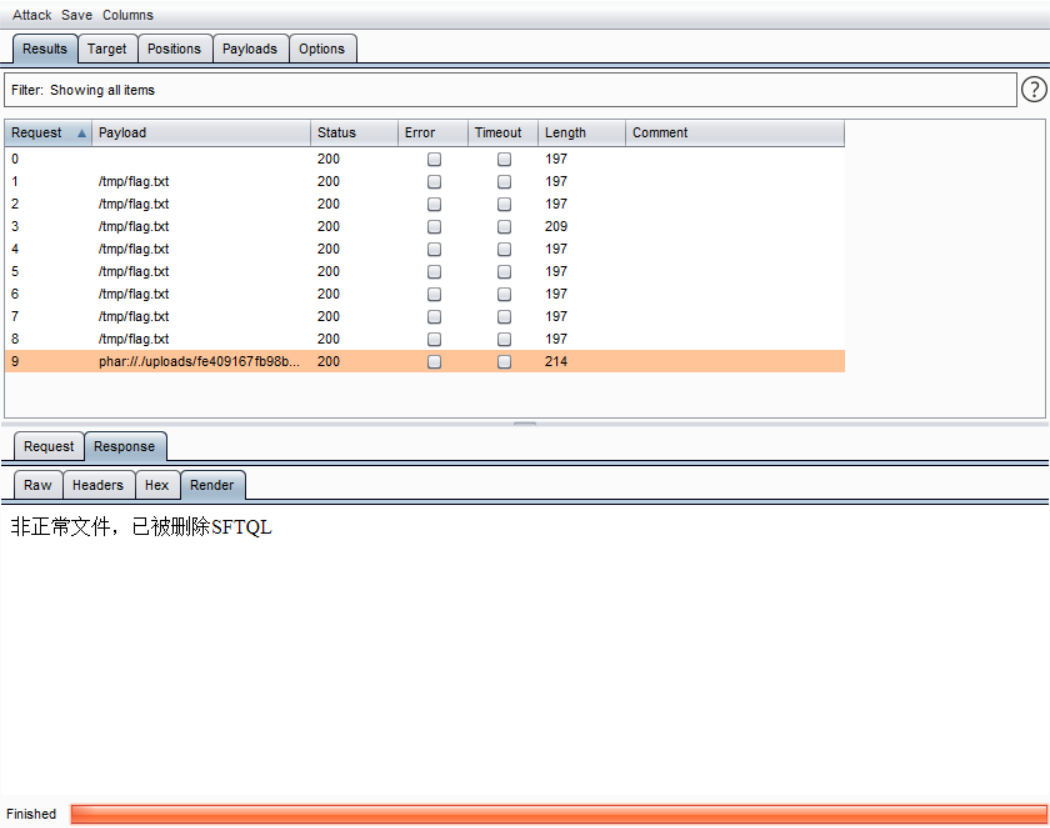 Attack Save Columns
Results Target Positions Payloads Options
Filter: Showing all items
?
Request Payload Status Error Timeout Length Comment
0 200 197
1 /tmp/flag.txt 200 197
2 /tmp/flag.txt 200 197
3 /tmp/flag.txt 200 209
4 /tmp/flag.txt 200 197
5 /tmp/flag.txt 200 197
6 /tmp/flag.txt 200 197
7 /tmp/flag.txt 200 197
8 /tmp/flag.txt 200 197
9 phar://./uploads/fe409167fb98b... 200 214
Request Response
Raw Headers Hex Render
非正常文件，已被删除SFTQL
Finished